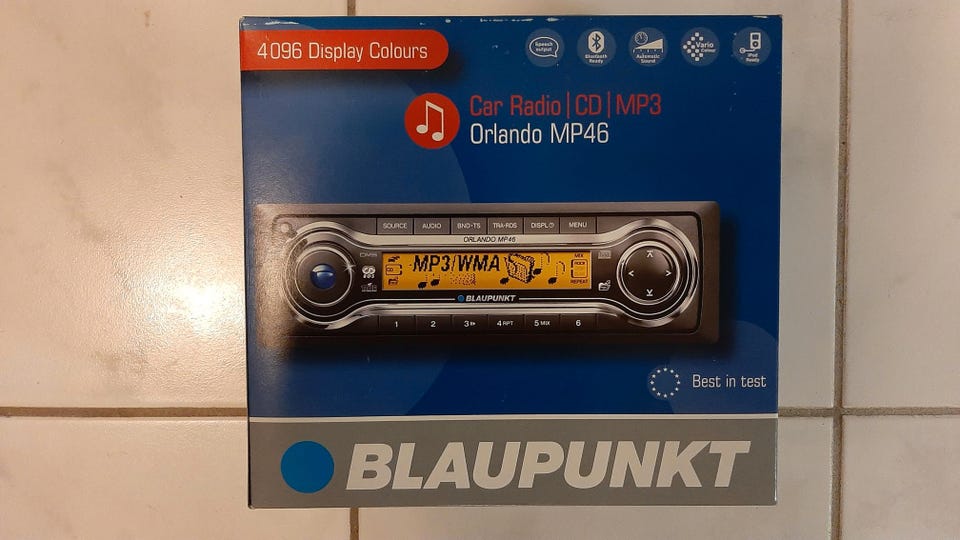 4096 Display Colours
Speech output
Bluetooth Ready
Automatic Sound
Vario Colour
iPod Ready
Car Radio | CD | MP3
Orlando MP46
SOURCE AUDIO BND•TS TRA•RDS DISPL MENU
ORLANDO MP46
MP3/WMA
MIX
ROCK
REPEAT
BLAUPUNKT
1 2 3 4 RPT 5 MIX 6
Best in test
BLAUPUNKT